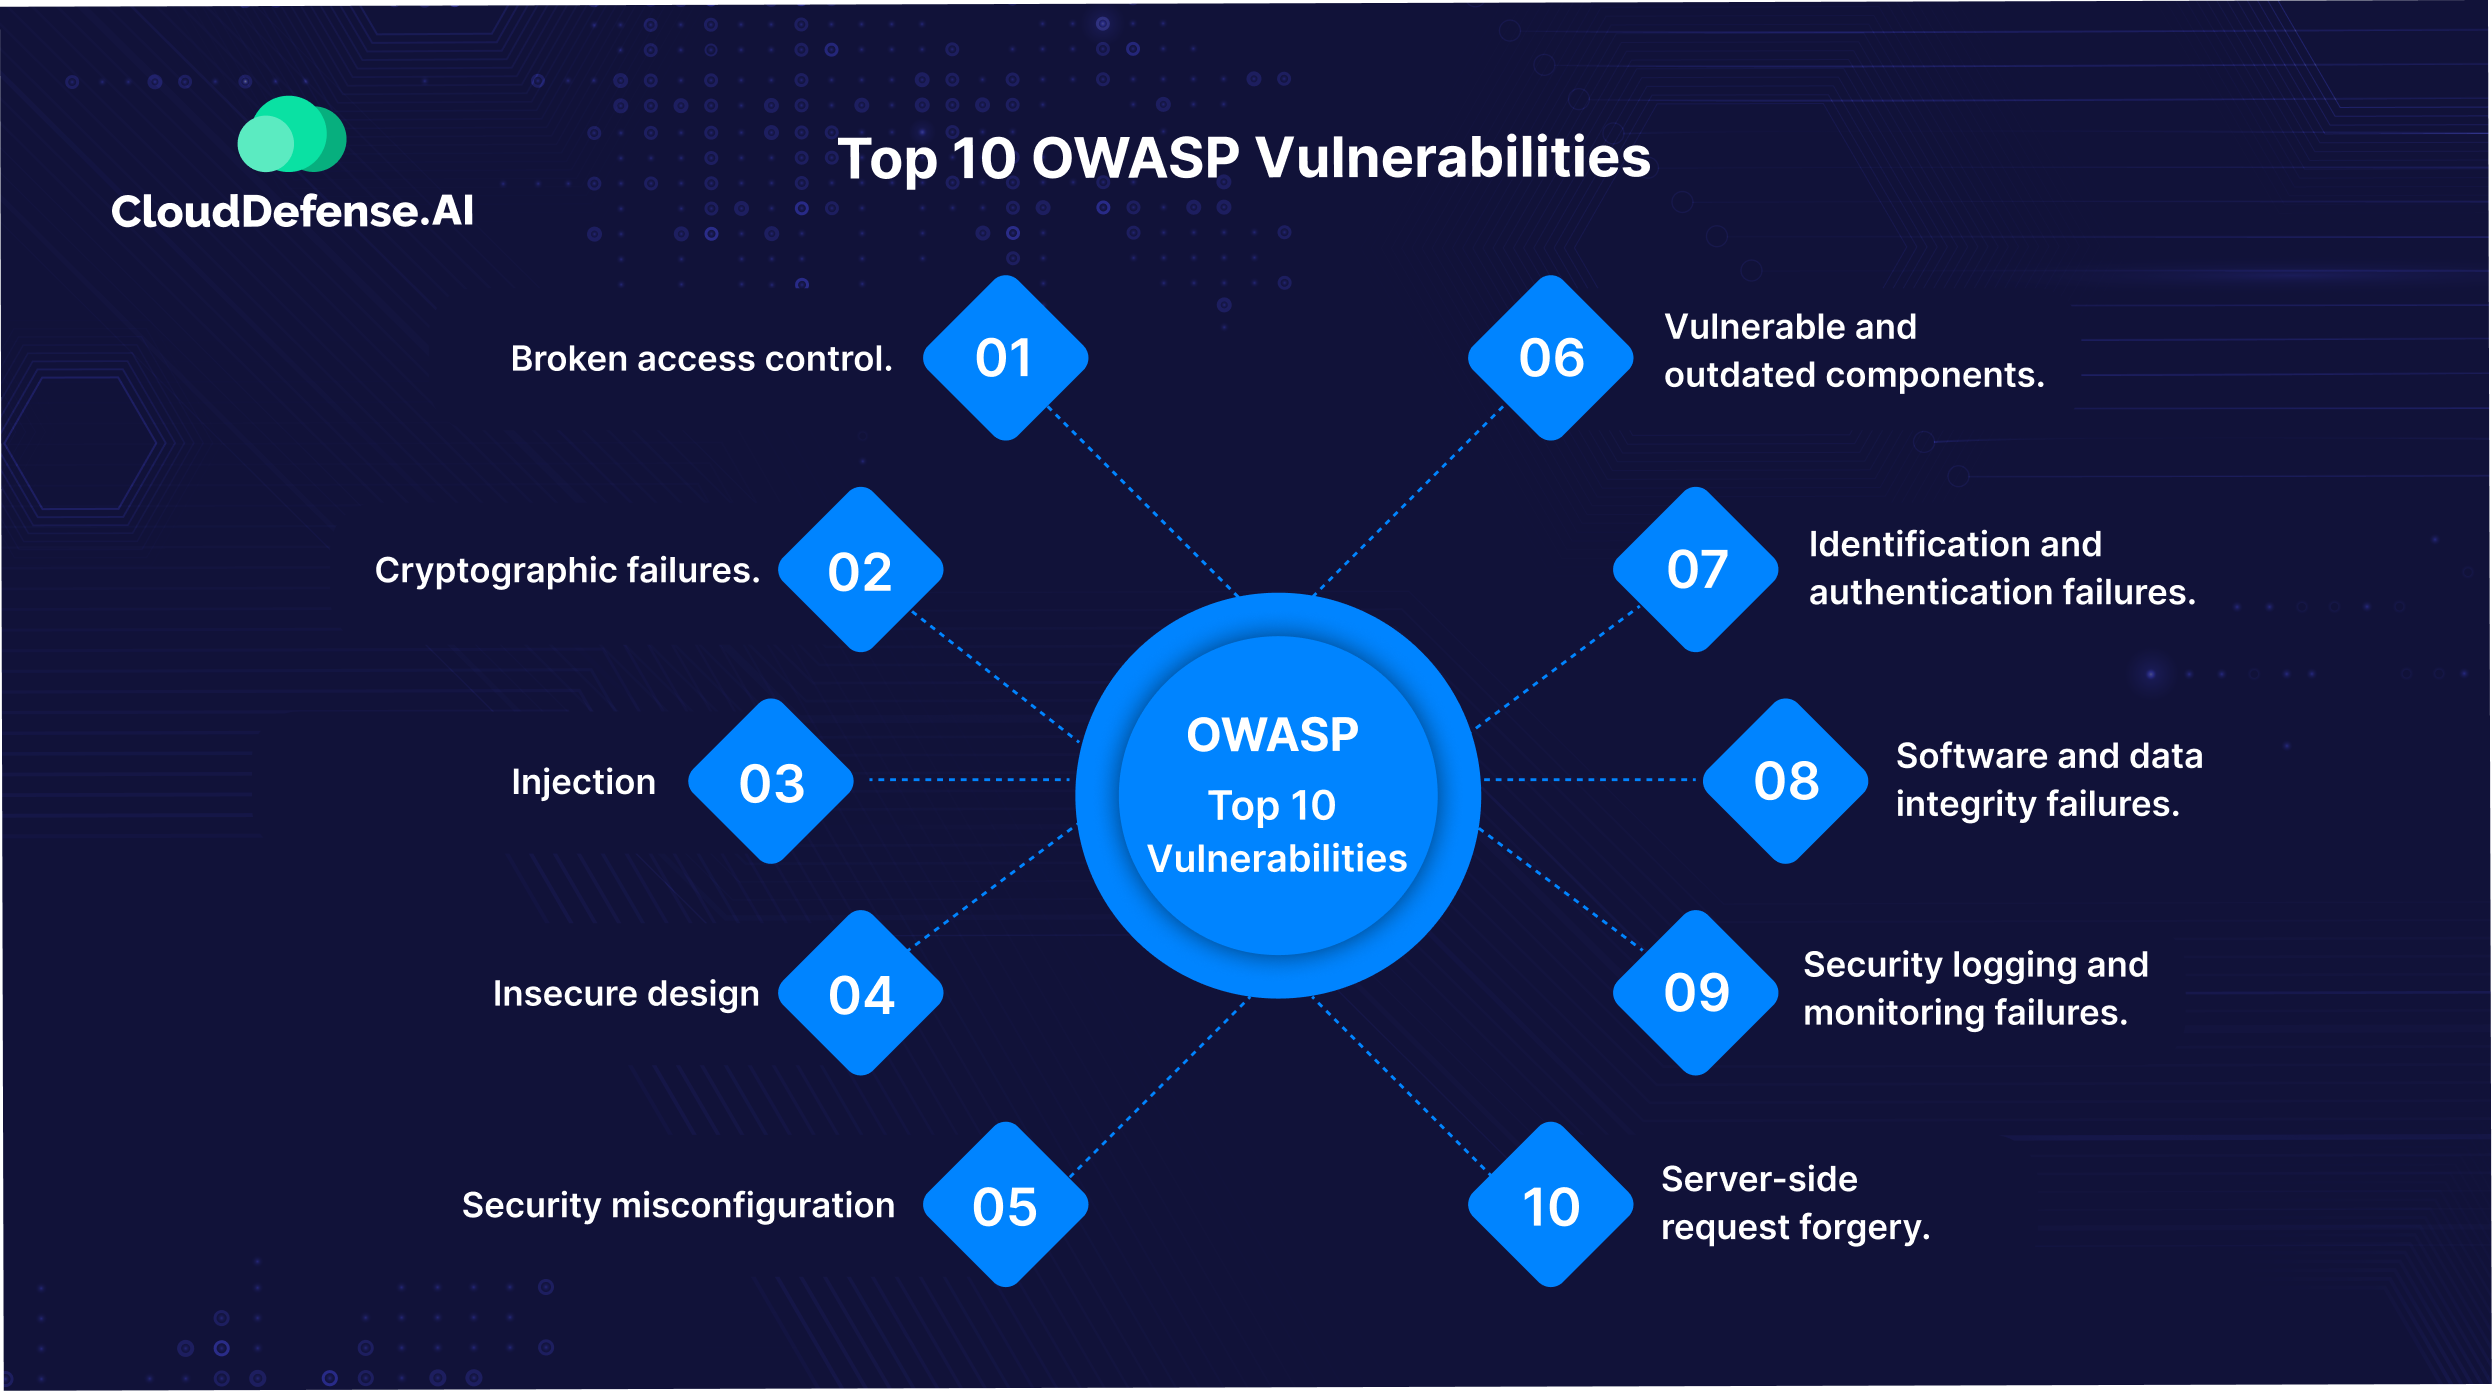 CloudDefense.AI
Top 10 OWASP Vulnerabilities
01
Broken access control.
02
Cryptographic failures.
03
Injection
04
Insecure design
05
Security misconfiguration
OWASP
Top 10
Vulnerabilities
06
Vulnerable and
outdated components.
07
Identification and
authentication failures.
08
Software and data
integrity failures.
09
Security logging and
monitoring failures.
10
Server-side
request forgery.